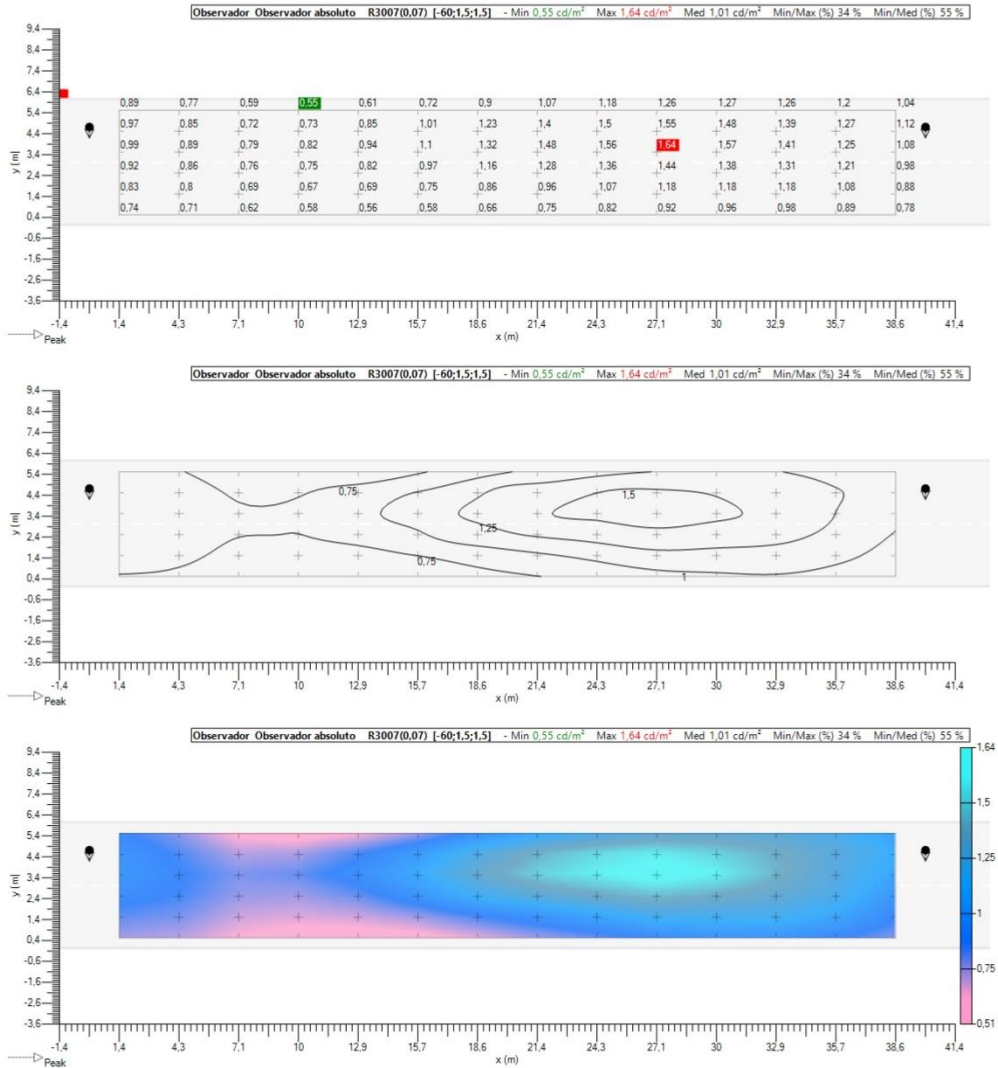 Observador Observador absoluto R3007(0,07) [-60;1,5;1,5] - Min 0,55 cd/m² Max 1,64 cd/m² Med 1,01 cd/m² Min/Max (%) 34 % Min/Med (%) 55 %
9,4
8,4
7,4
6,4
5,4
4,4
3,4
2,4
1,4
0,4
-0,6
-1,6
-2,6
-3,6
y [m]
0,89 0,77 0,59 0,55 0,61 0,72 0,9 1,07 1,18 1,26 1,27 1,26 1,2 1,04
0,97 0,85 0,72 0,73 0,85 1,01 1,23 1,4 1,5 1,55 1,48 1,39 1,27 1,12
0,99 0,89 0,79 0,82 0,94 1,1 1,32 1,48 1,56 1,64 1,57 1,41 1,25 1,08
0,92 0,86 0,76 0,75 0,82 0,97 1,16 1,28 1,36 1,44 1,38 1,31 1,21 0,98
0,83 0,8 0,69 0,67 0,69 0,75 0,86 0,96 1,07 1,18 1,18 1,18 1,08 0,88
0,74 0,71 0,62 0,58 0,56 0,58 0,66 0,75 0,82 0,92 0,96 0,98 0,89 0,78
-1,4 1,4 4,3 7,1 10 12,9 15,7 18,6 21,4 24,3 27,1 30 32,9 35,7 38,6 41,4
Peak
x (m)
Observador Observador absoluto R3007(0,07) [-60;1,5;1,5] - Min 0,55 cd/m² Max 1,64 cd/m² Med 1,01 cd/m² Min/Max (%) 34 % Min/Med (%) 55 %
9,4
8,4
7,4
6,4
5,4
4,4
3,4
2,4
1,4
0,4
-0,6
-1,6
-2,6
-3,6
y [m]
0,75
1,5
1,25
0,75
1
-1,4 1,4 4,3 7,1 10 12,9 15,7 18,6 21,4 24,3 27,1 30 32,9 35,7 38,6 41,4
Peak
x (m)
Observador Observador absoluto R3007(0,07) [-60;1,5;1,5] - Min 0,55 cd/m² Max 1,64 cd/m² Med 1,01 cd/m² Min/Max (%) 34 % Min/Med (%) 55 %
9,4
8,4
7,4
6,4
5,4
4,4
3,4
2,4
1,4
0,4
-0,6
-1,6
-2,6
-3,6
y [m]
1,64
1,5
1,25
1
0,75
0,51
-1,4 1,4 4,3 7,1 10 12,9 15,7 18,6 21,4 24,3 27,1 30 32,9 35,7 38,6 41,4
Peak
x (m)